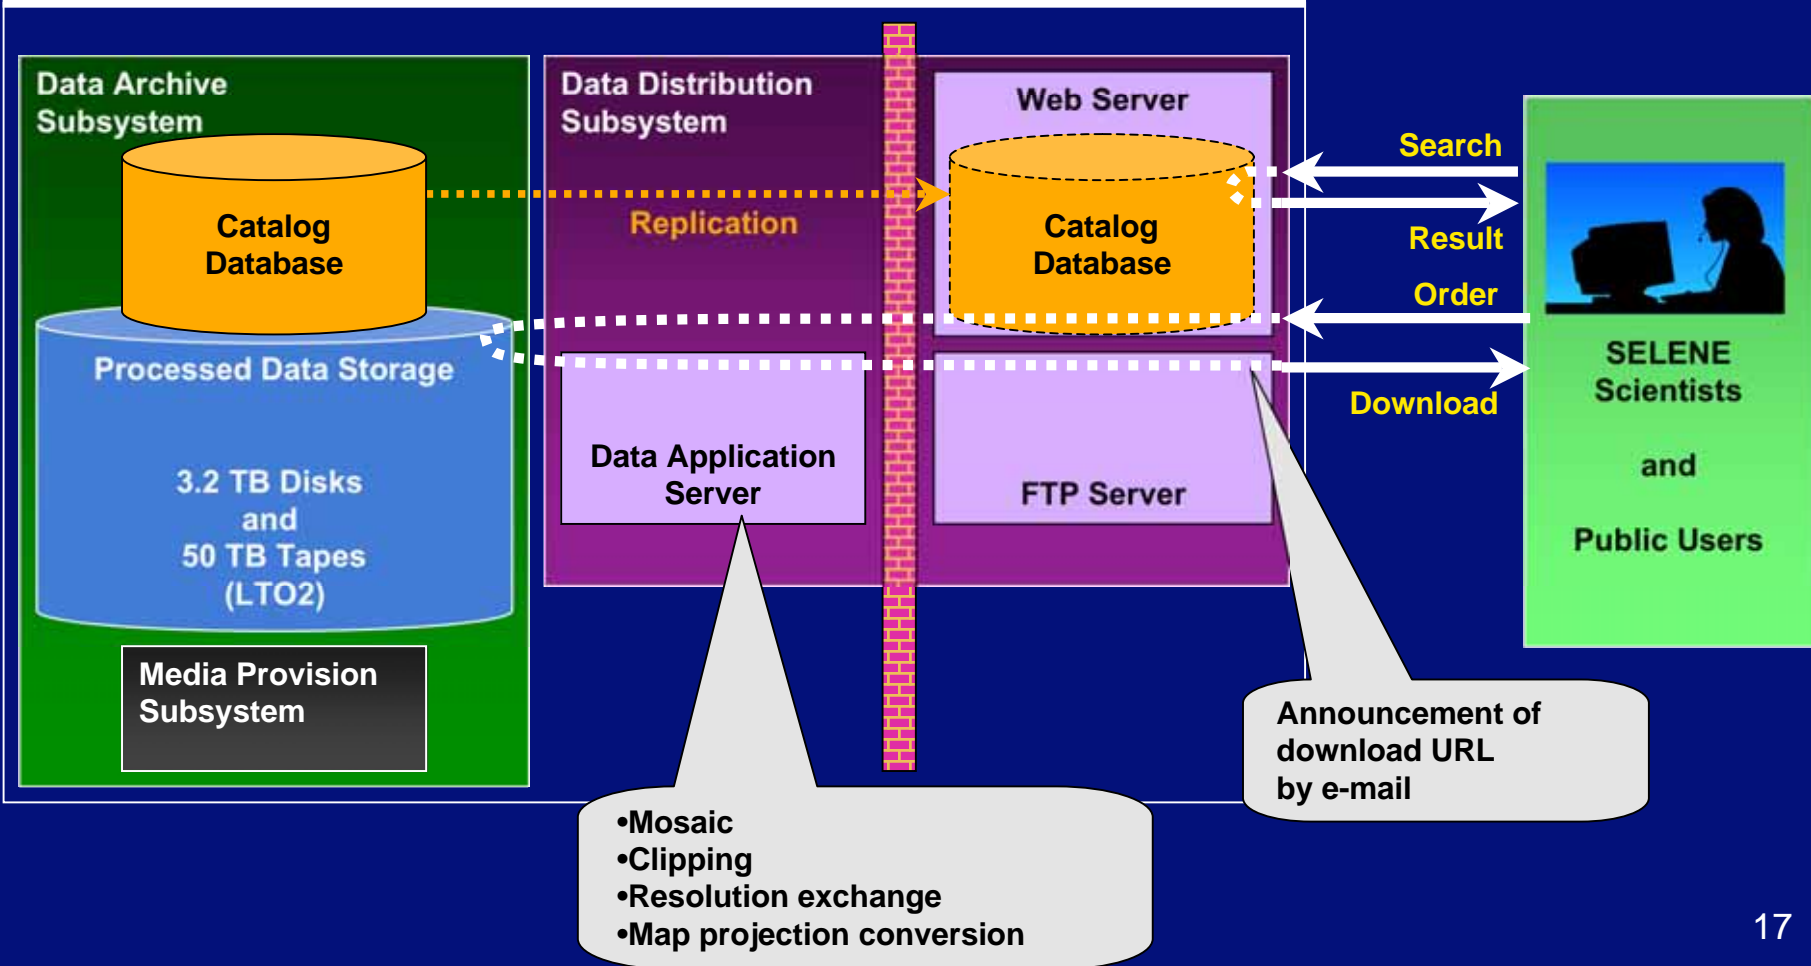 Data Archive
Subsystem
Catalog
Database
Processed Data Storage
3.2 TB Disks
and
50 TB Tapes
(LTO2)
Media Provision
Subsystem
Data Distribution
Subsystem
Replication
Data Application
Server
Web Server
Catalog
Database
FTP Server
Search
Result
Order
Download
SELENE
Scientists
and
Public Users
•Mosaic
•Clipping
•Resolution exchange
•Map projection conversion
Announcement of
download URL
by e-mail
17